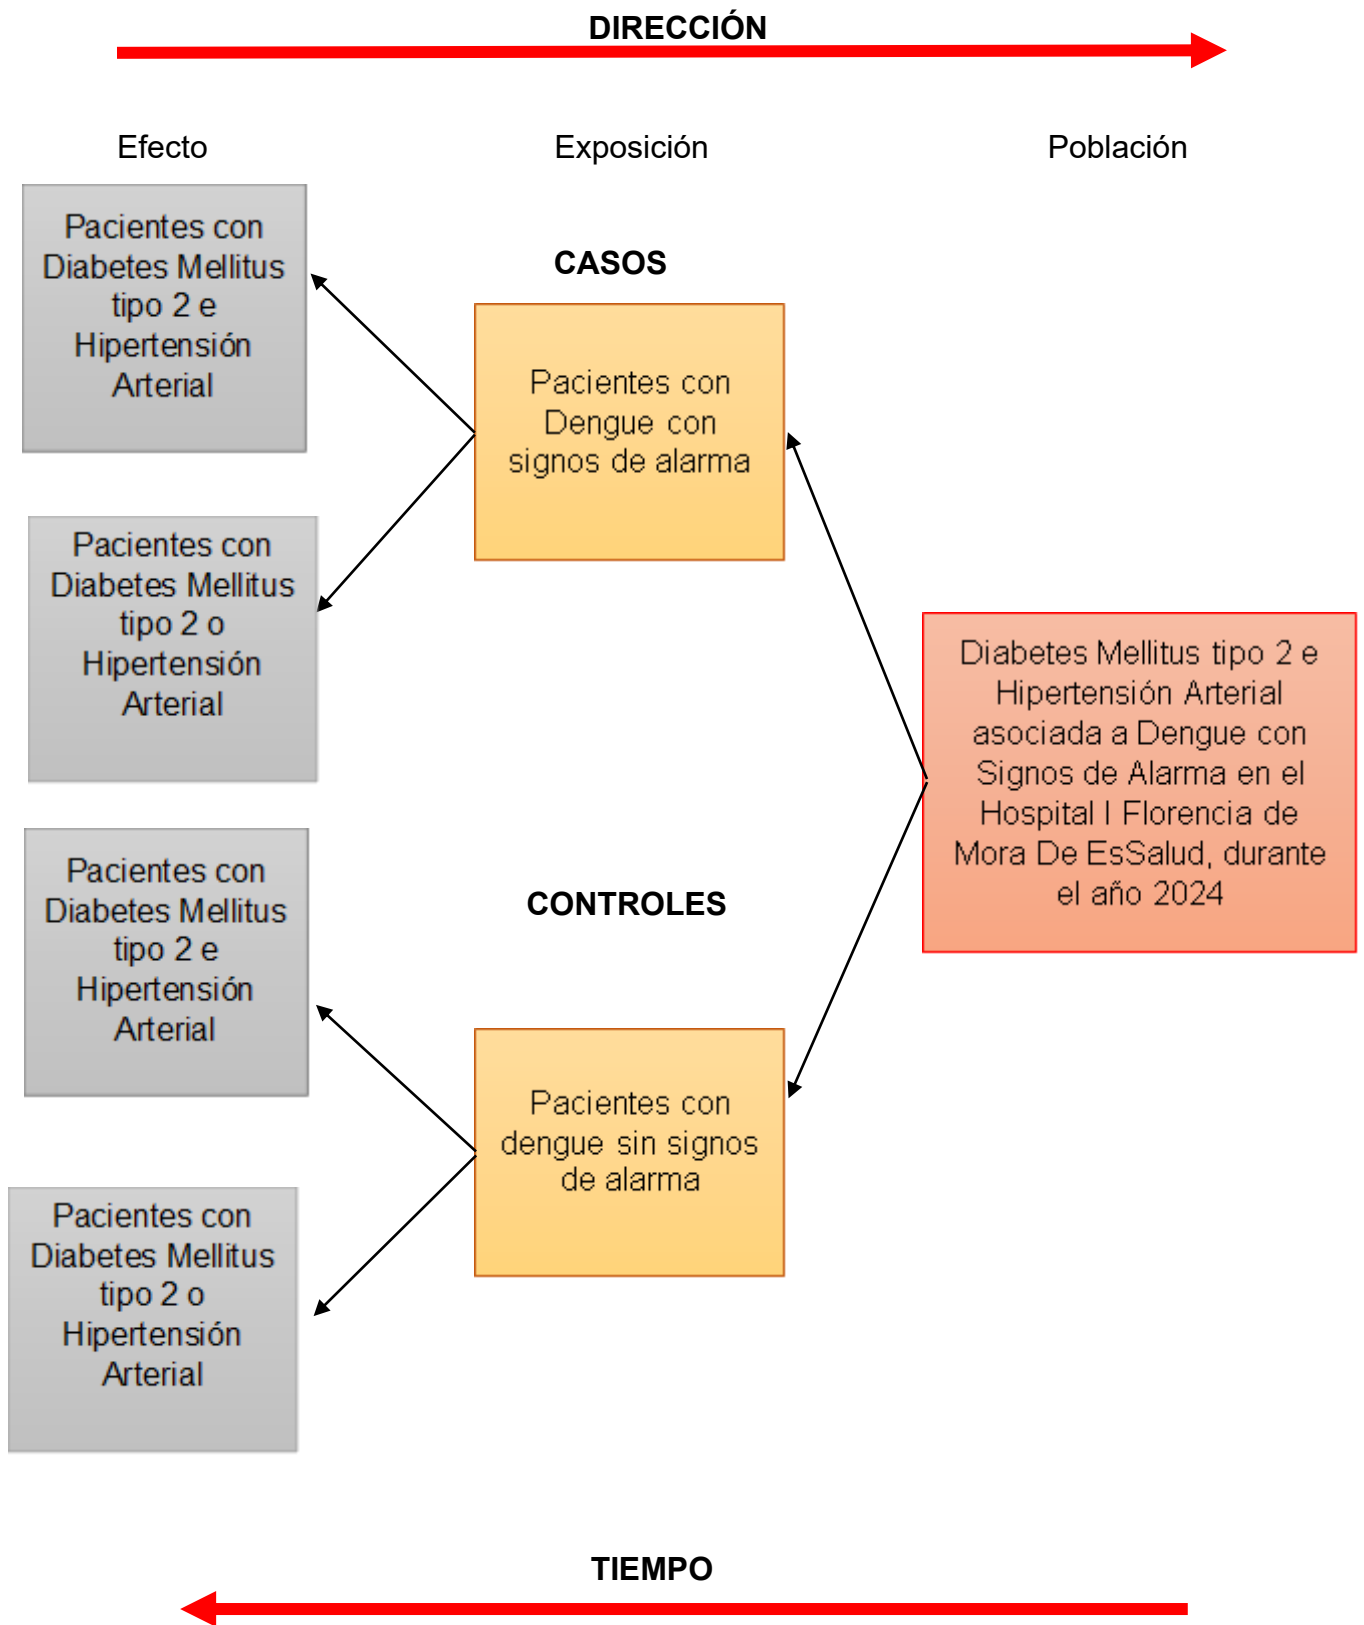 DIRECCIÓN
Efecto
Exposición
Población
Pacientes con
Diabetes Mellitus
tipo 2 e
Hipertensión
Arterial
CASOS
Pacientes con
Dengue con
signos de alarma
Pacientes con
Diabetes Mellitus
tipo 2 o
Hipertensión
Arterial
Diabetes Mellitus tipo 2 e
Hipertensión Arterial
asociada a Dengue con
Signos de Alarma en el
Hospital I Florencia de
Mora De EsSalud, durante
el año 2024
Pacientes con
Diabetes Mellitus
tipo 2 e
Hipertensión
Arterial
CONTROLES
Pacientes con
dengue sin signos
de alarma
Pacientes con
Diabetes Mellitus
tipo 2 o
Hipertensión
Arterial
TIEMPO